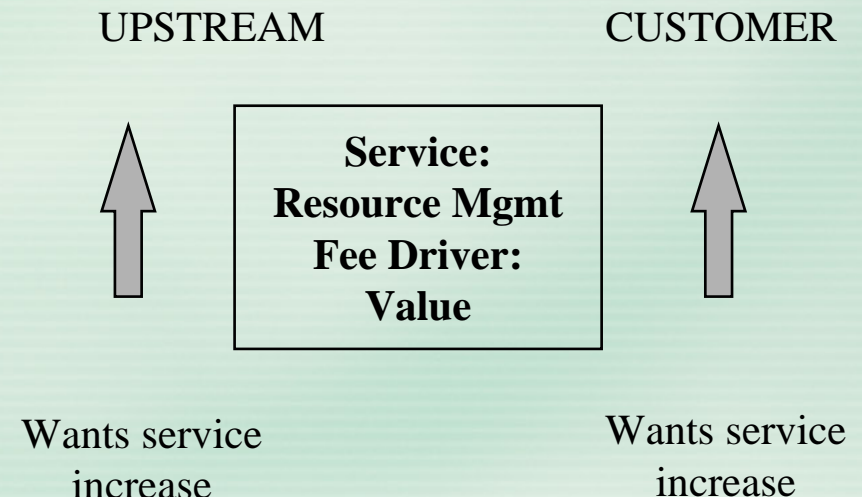 UPSTREAM
CUSTOMER
Service:
Resource Mgmt
Fee Driver:
Value
Wants service
increase
Wants service
increase